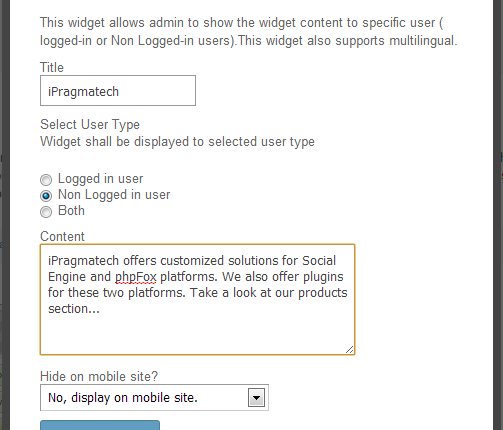 This widget allows admin to show the widget content to specific user (
logged-in or Non Logged-in users).This widget also supports multilingual.
Title
iPragmatech
Select User Type
Widget shall be displayed to selected user type
Logged in user
Non Logged in user
Both
Content
iPragmatech offers customized solutions for Social
Engine and phpFox platforms. We also offer plugins
for these two platforms. Take a look at our products
section...
Hide on mobile site?
No, display on mobile site.